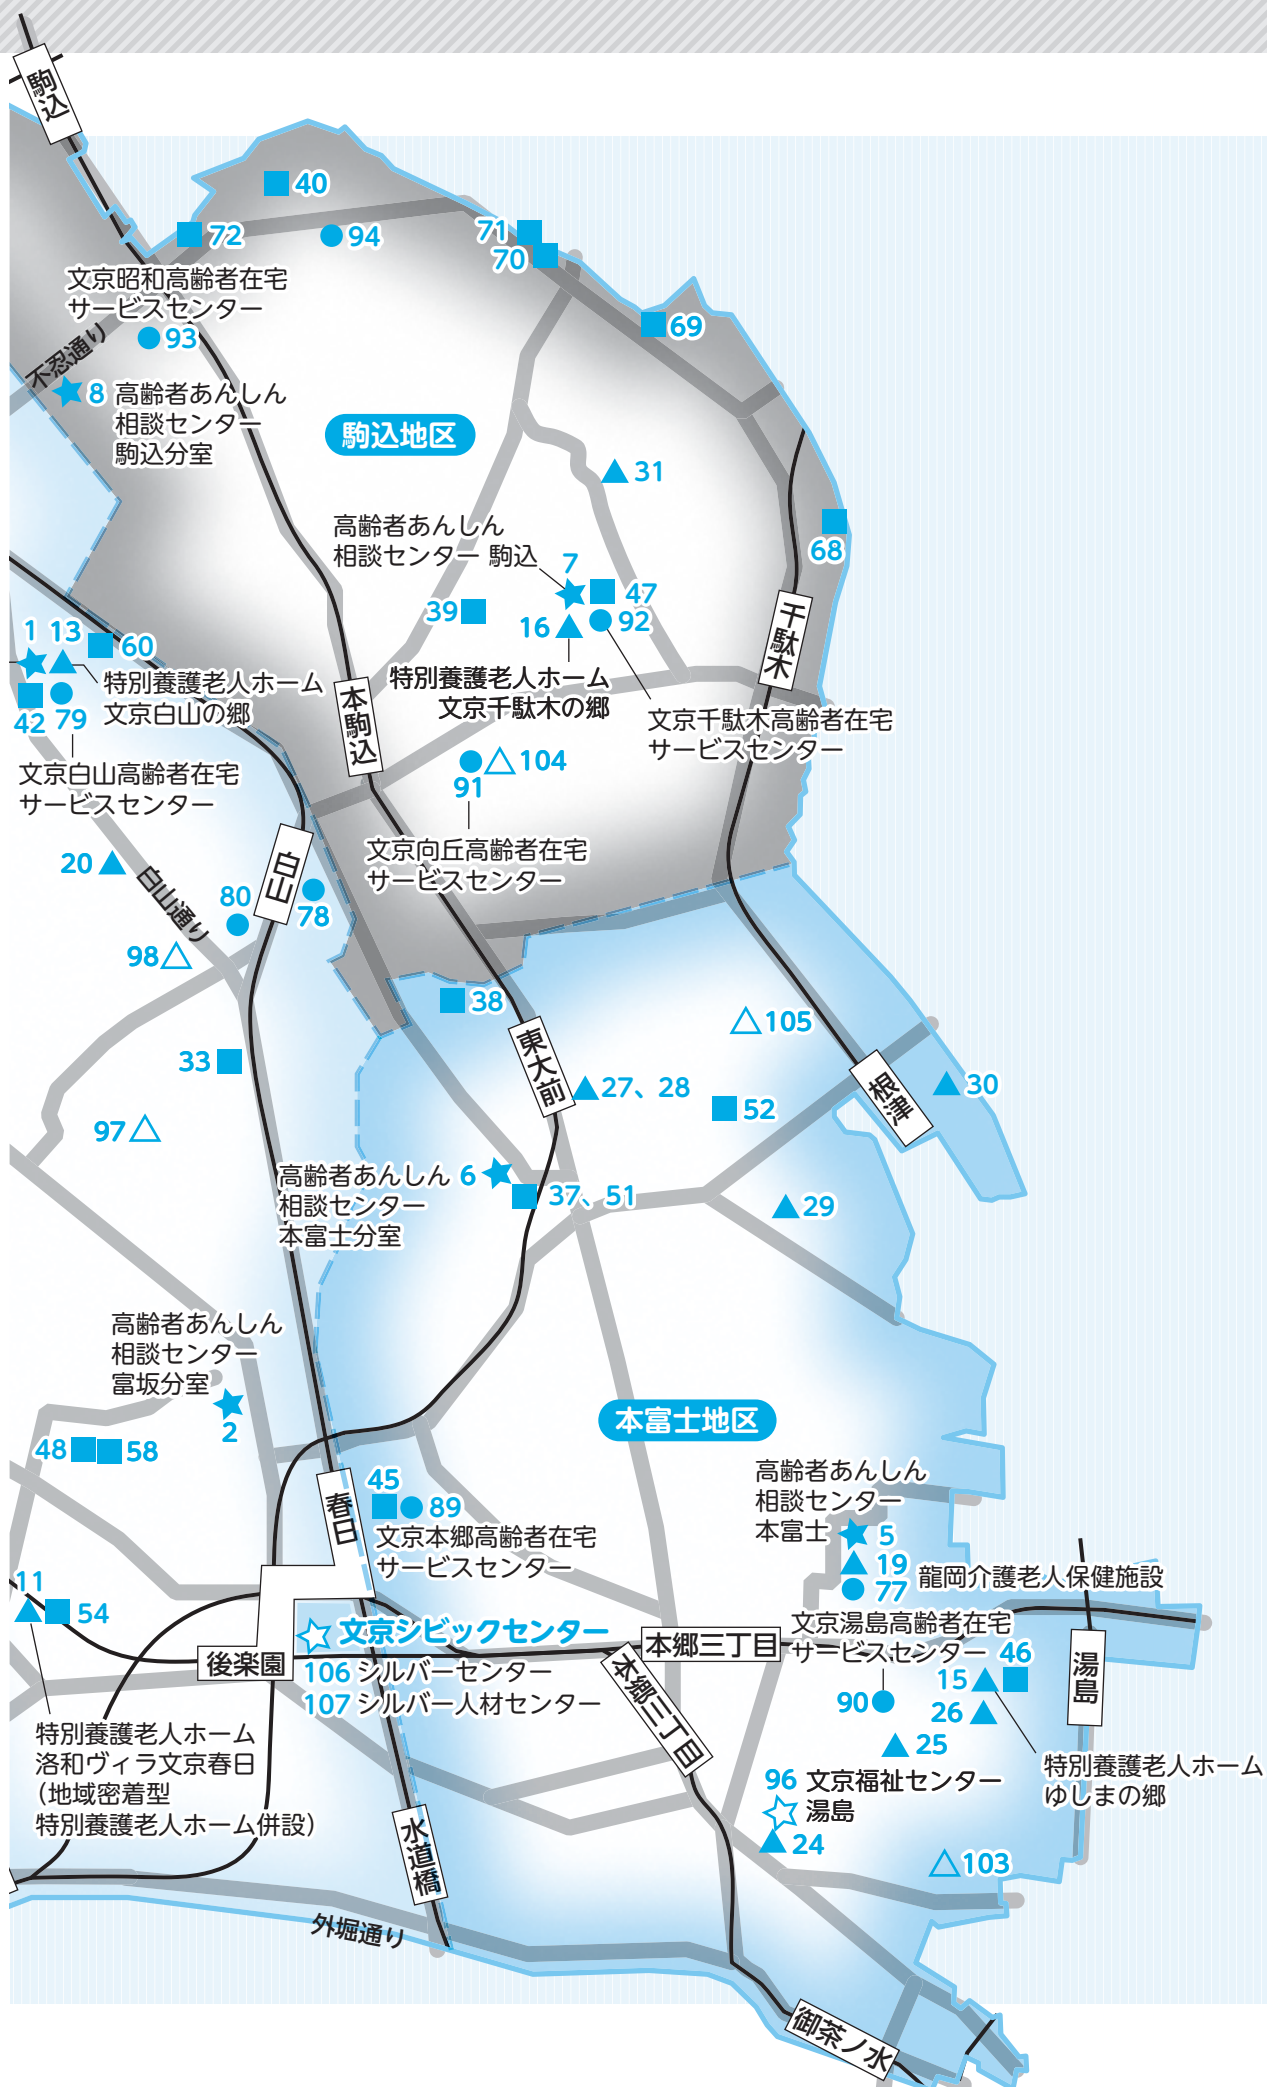 駒込
40
72
94
71
70
69
文京昭和高齢者在宅
サービスセンター
93
不忍通り
8 高齢者あんしん
相談センター
駒込分室
駒込地区
31
68
高齢者あんしん
相談センター 駒込
7
47
39
16
92
千駄木
特別養護老人ホーム
文京千駄木の郷
文京千駄木高齢者在宅
サービスセンター
1 13
60
特別養護老人ホーム
文京白山の郷
42 79
文京白山高齢者在宅
サービスセンター
本駒込
104
91
文京向丘高齢者在宅
サービスセンター
20
白山通り
白山
80
78
98
38
105
33
東大前
27、28
根津
30
52
97
高齢者あんしん
相談センター
本富士分室
6
37、51
29
高齢者あんしん
相談センター
富坂分室
2
本富士地区
48
58
春日
45
89
文京本郷高齢者在宅
サービスセンター
高齢者あんしん
相談センター
本富士
5
19
77
龍岡介護老人保健施設
11
54
文京シビックセンター
106 シルバーセンター
107 シルバー人材センター
後楽園
本郷三丁目
本郷三丁目
文京湯島高齢者在宅
サービスセンター
46
15
90
26
25
湯島
特別養護老人ホーム
ゆしまの郷
特別養護老人ホーム
洛和ヴィラ文京春日
(地域密着型
特別養護老人ホーム併設)
96 文京福祉センター
湯島
24
103
水道橋
外堀通り
御茶ノ水